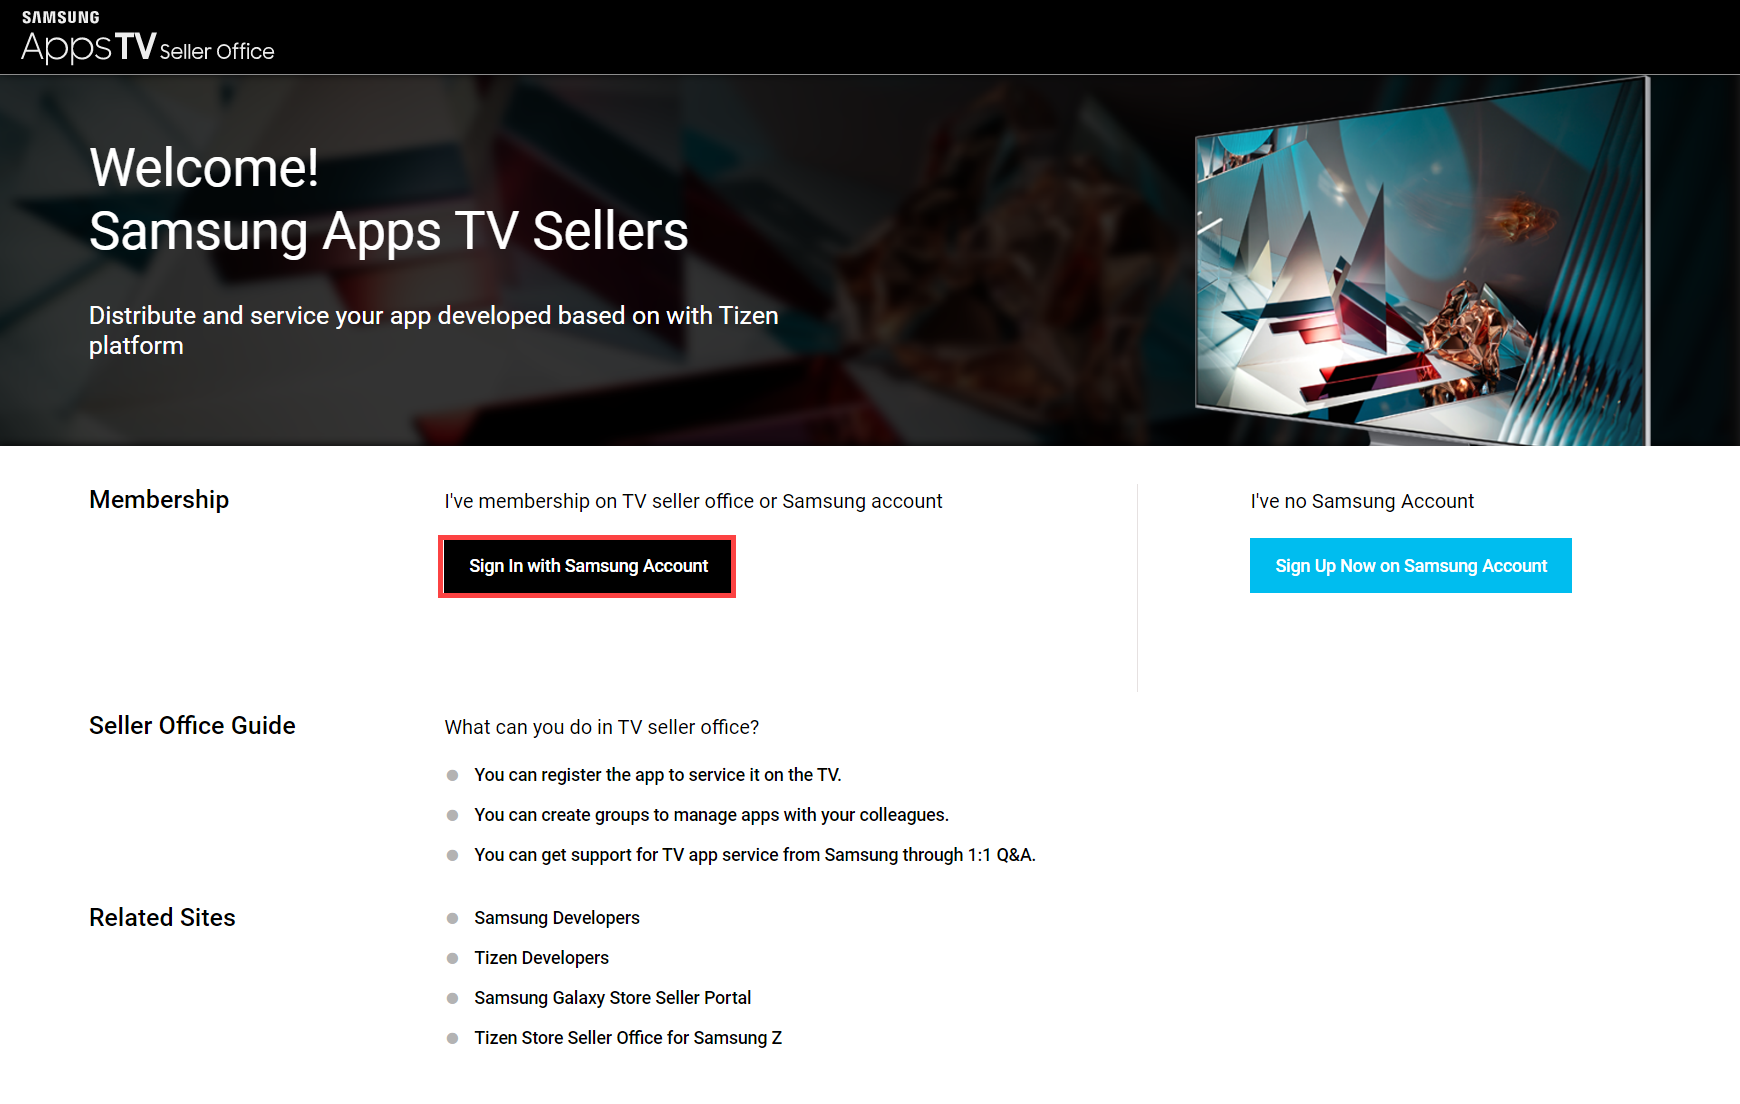 SAMSUNG
Apps TV Seller Office
Welcome!
Samsung Apps TV Sellers
Distribute and service your app developed based on with Tizen
platform
Membership
I've membership on TV seller office or Samsung account
Sign In with Samsung Account
I've no Samsung Account
Sign Up Now on Samsung Account
Seller Office Guide
What can you do in TV seller office?
You can register the app to service it on the TV.
You can create groups to manage apps with your colleagues.
You can get support for TV app service from Samsung through 1:1 Q&A.
Related Sites
Samsung Developers
Tizen Developers
Samsung Galaxy Store Seller Portal
Tizen Store Seller Office for Samsung Z